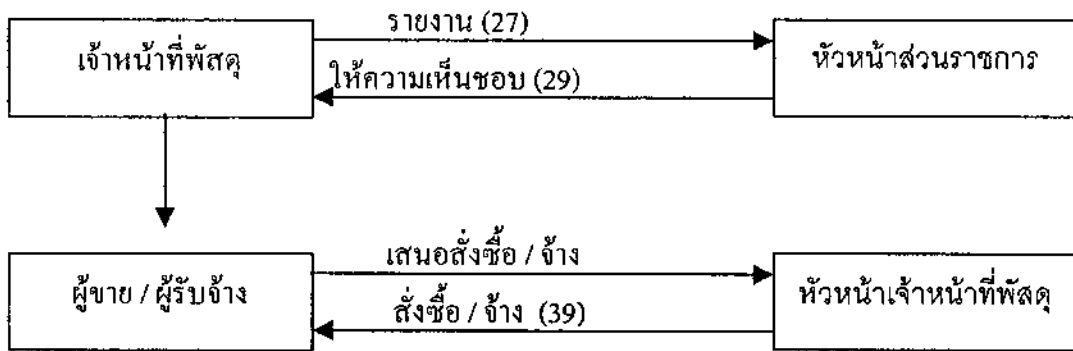 รายงาน (27)
เจ้าหน้าที่พัสดุ
หัวหน้าส่วนราชการ
ให้ความเห็นชอบ (29)
เสนอสั่งซื้อ / จ้าง
ผู้ขาย / ผู้รับจ้าง
หัวหน้าเจ้าหน้าที่พัสดุ
สั่งซื้อ / จ้าง (39)